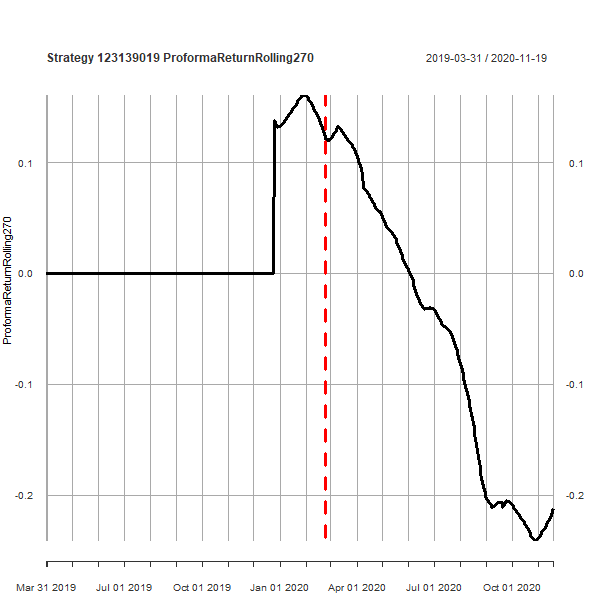 Strategy 123139019 ProformaReturnRolling270
2019-03-31 / 2020-11-19
ProformaReturnRolling270
0.1
0.1
0.0
0.0
-0.1
-0.1
-0.2
-0.2
Mar 31 2019
Jul 01 2019
Oct 01 2019
Jan 01 2020
Apr 01 2020
Jul 01 2020
Oct 01 2020